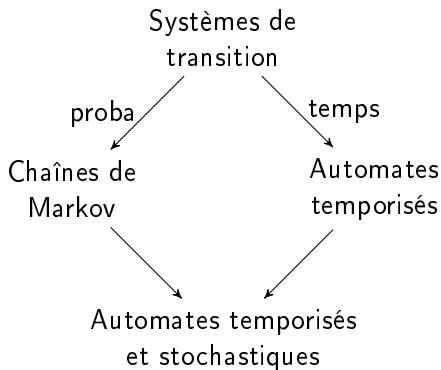 Systèmes de
transition
proba
temps
Chaînes de
Markov
Automates
temporisés
Automates temporisés
et stochastiques